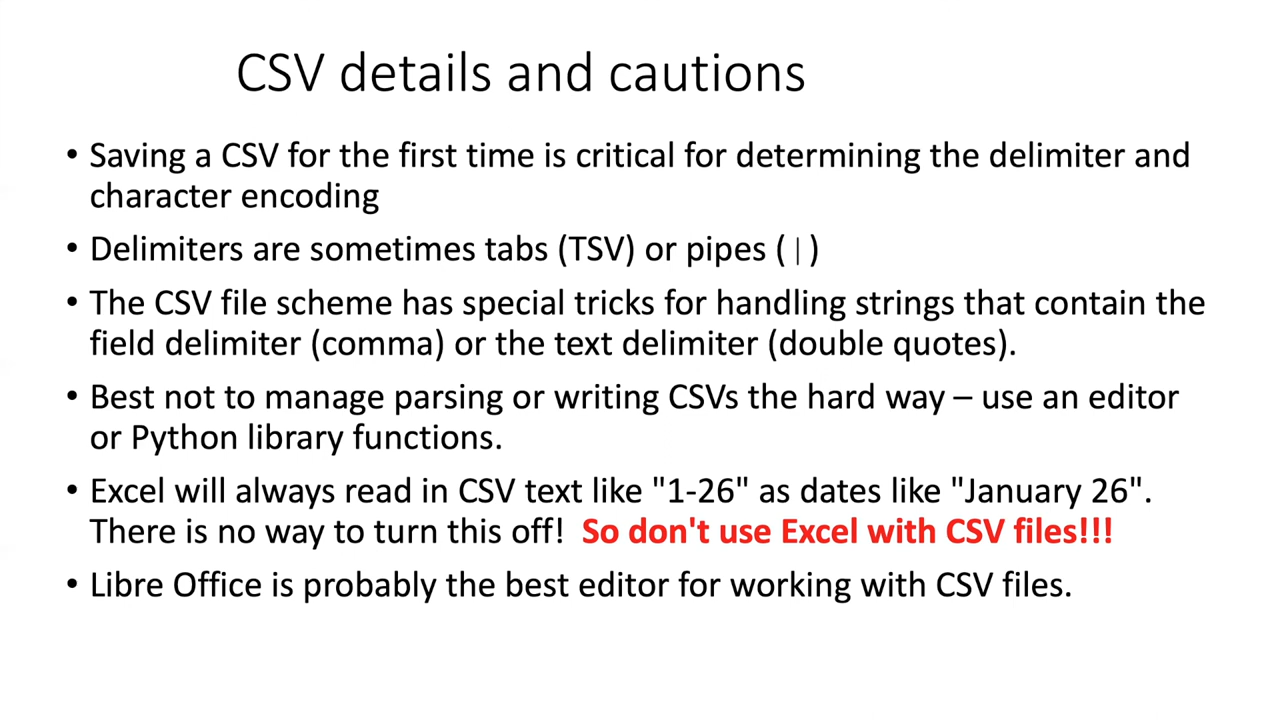 CSV details and cautions
• Saving a CSV for the first time is critical for determining the delimiter and
character encoding
• Delimiters are sometimes tabs (TSV) or pipes ( | )
• The CSV file scheme has special tricks for handling strings that contain the
field delimiter (comma) or the text delimiter (double quotes).
• Best not to manage parsing or writing CSVs the hard way – use an editor
or Python library functions.
• Excel will always read in CSV text like "1-26" as dates like "January 26".
There is no way to turn this off!  So don't use Excel with CSV files!!!
• Libre Office is probably the best editor for working with CSV files.